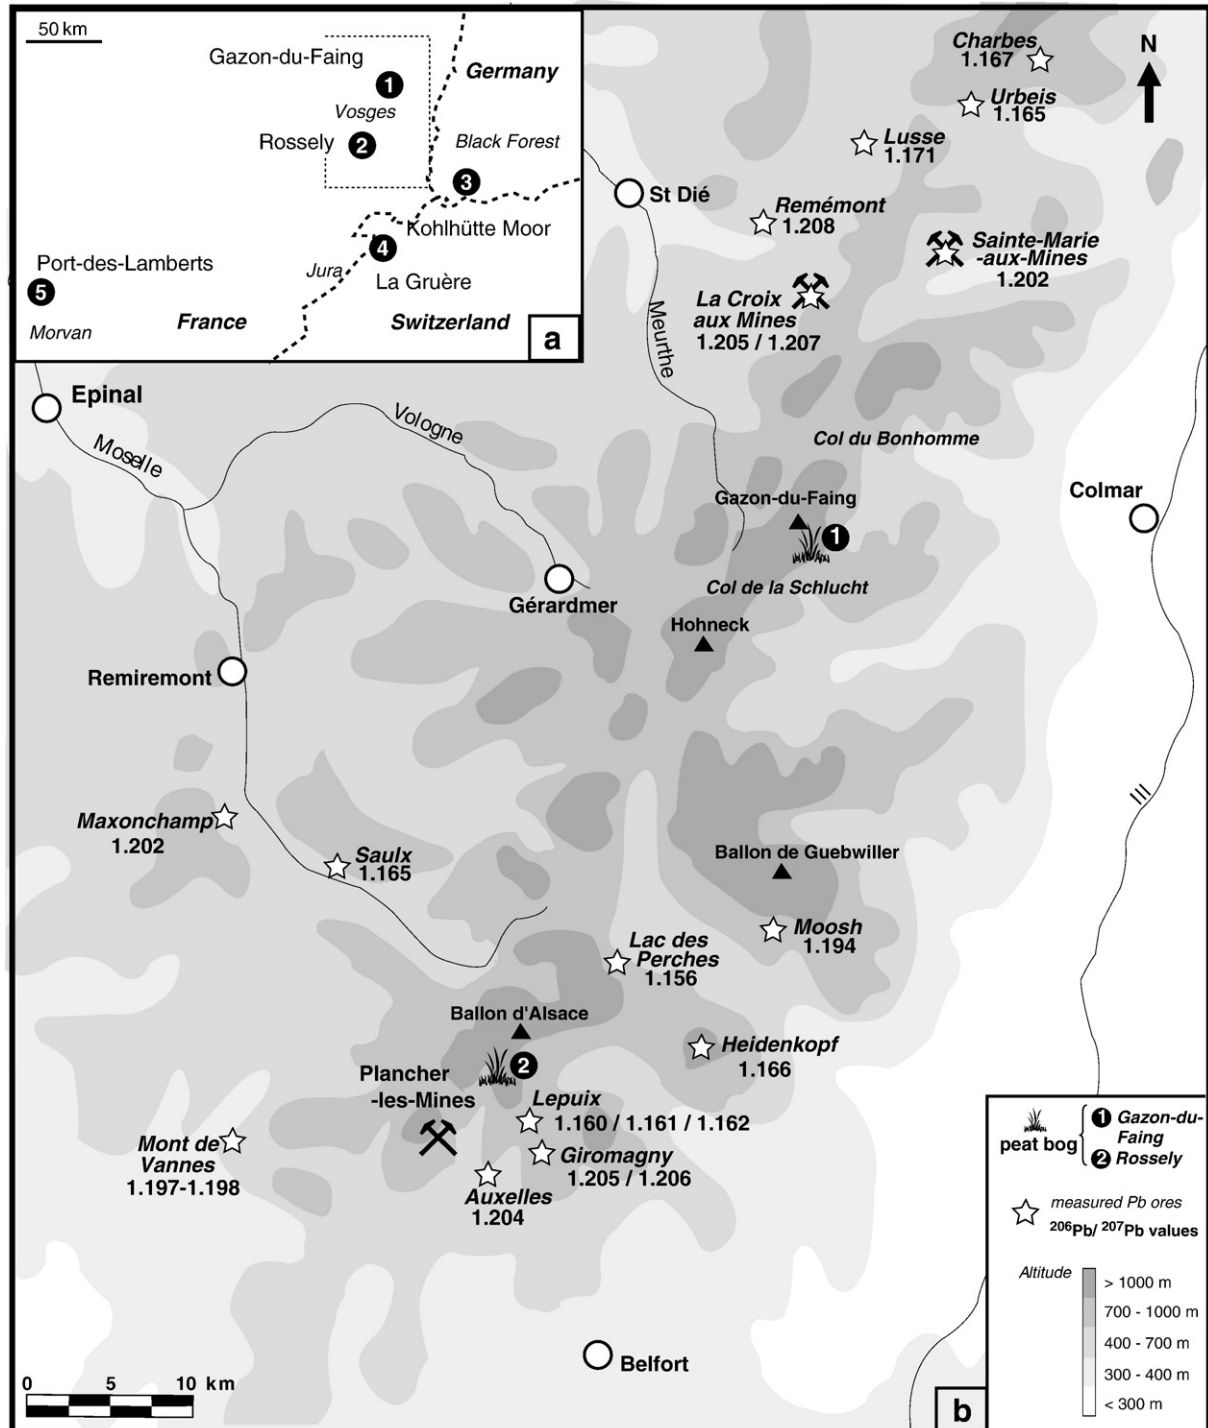 50 km
Gazon-du-Faing
1
Germany
Vosges
Rossely
2
Black Forest
3
Kohlhütte Moor
4
Port-des-Lamberts
Jura
La Gruère
5
Morvan
France
Switzerland
a
Charbes
1.167
N
Urbeis
1.165
Lusse
1.171
St Dié
Remémont
1.208
Sainte-Marie
-aux-Mines
1.202
La Croix
aux Mines
1.205 / 1.207
Meurthe
Epinal
Moselle
Vologne
Col du Bonhomme
Colmar
Gazon-du-Faing
1
Col de la Schlucht
Gérardmer
Hohneck
Remiremont
Ill
Maxonchamp
1.202
Saulx
1.165
Ballon de Guebwiller
Moosh
1.194
Lac des
Perches
1.156
Ballon d'Alsace
2
Heidenkopf
1.166
Plancher
-les-Mines
Lepuix
1.160 / 1.161 / 1.162
Mont de
Vannes
1.197-1.198
Giromagny
1.205 / 1.206
Auxelles
1.204
Belfort
0 5 10 km
b
peat bog
1 Gazon-du-
Faing
2 Rossely
measured Pb ores
²⁰⁶Pb/ ²⁰⁷Pb values
Altitude
> 1000 m
700 - 1000 m
400 - 700 m
300 - 400 m
< 300 m